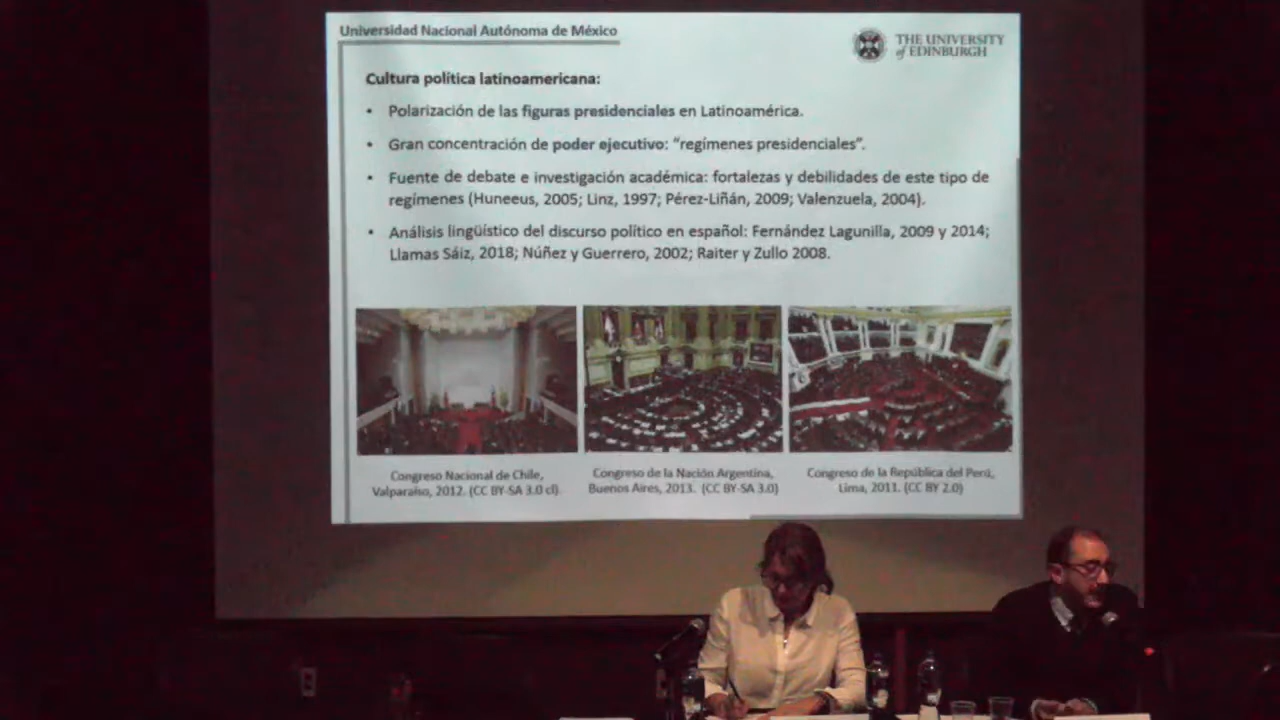 Universidad Nacional Autónoma de México
THE UNIVERSITY
of EDINBURGH
Cultura política latinoamericana:
• Polarización de las figuras presidenciales en Latinoamérica.
• Gran concentración de poder ejecutivo: “regímenes presidenciales”.
• Fuente de debate e investigación académica: fortalezas y debilidades de este tipo de
regímenes (Huneeus, 2005; Linz, 1997; Pérez-Liñán, 2009; Valenzuela, 2004).
• Análisis lingüístico del discurso político en español: Fernández Lagunilla, 2009 y 2014;
Llamas Sáiz, 2018; Núñez y Guerrero, 2002; Raiter y Zullo 2008.
Congreso Nacional de Chile,
Valparaíso, 2012. (CC BY-SA 3.0 cl).
Congreso de la Nación Argentina,
Buenos Aires, 2013. (CC BY-SA 3.0)
Congreso de la República del Perú,
Lima, 2011. (CC BY 2.0)